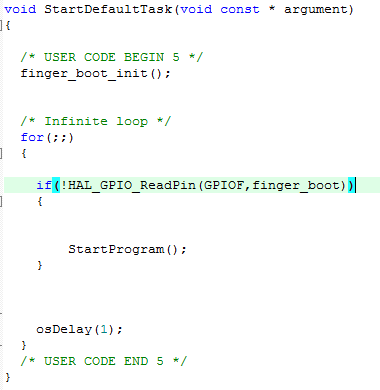 void StartDefaultTask(void const * argument)
{
/* USER CODE BEGIN 5 */
finger_boot_init();
/* Infinite loop */
for(;;)
{
if(!HAL_GPIO_ReadPin(GPIOF,finger_boot))
{
StartProgram();
}
osDelay(1);
}
/* USER CODE END 5 */
}